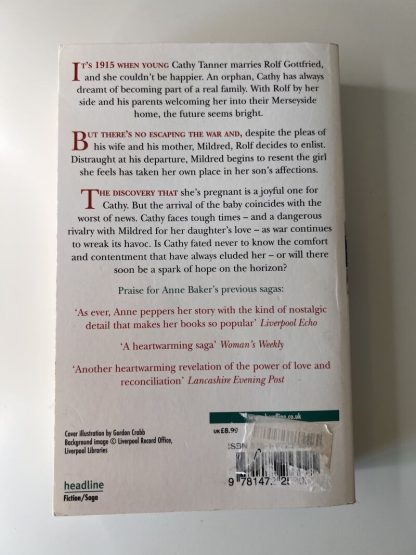 IT'S 1915 WHEN YOUNG Cathy Tanner marries Rolf Gottfried,
and she couldn't be happier. An orphan, Cathy has always
dreamt of becoming part of a real family. With Rolf by her
side and his parents welcoming her into their Merseyside
home, the future seems bright.
BUT THERE'S NO ESCAPING THE WAR AND, despite the pleas of
his wife and his mother, Mildred, Rolf decides to enlist.
Distraught at his departure, Mildred begins to resent the girl
she feels has taken her own place in her son's affections.
THE DISCOVERY THAT she's pregnant is a joyful one for
Cathy. But the arrival of the baby coincides with the
worst of news. Cathy faces tough times – and a dangerous
rivalry with Mildred for her daughter's love – as war continues
to wreak its havoc. Is Cathy fated never to know the comfort
and contentment that have always eluded her – or will there
soon be a spark of hope on the horizon?
Praise for Anne Baker's previous sagas:
'As ever, Anne peppers her story with the kind of nostalgic
detail that makes her books so popular' Liverpool Echo
'A heartwarming saga' Woman's Weekly
'Another heartwarming revelation of the power of love and
reconciliation' Lancashire Evening Post
Cover illustration by Gordon Crabb
Background image © Liverpool Record Office,
Liverpool Libraries
headline
Fiction/Saga
.headline.co.uk
UK £8.99
ISBN
9 78147